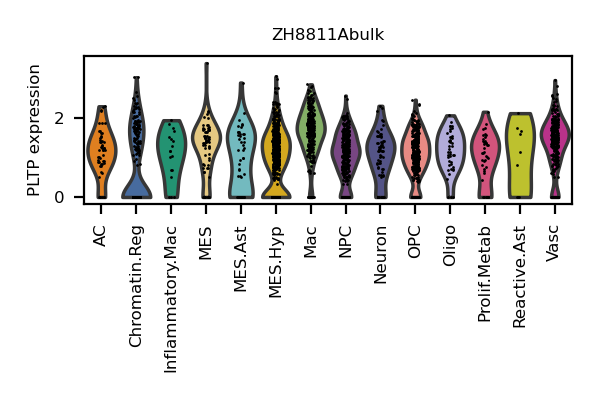 ZH8811Abulk
PLTP expression
2
0
AC
Chromatin.Reg
Inflammatory.Mac
MES
MES.Ast
MES.Hyp
Mac
NPC
Neuron
OPC
Oligo
Prolif.Metab
Reactive.Ast
Vasc